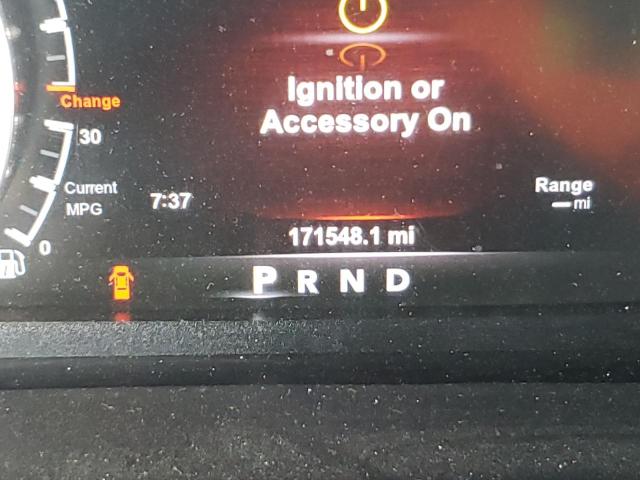 Ignition or
Accessory On
Change
30
Current
MPG
7:37
Range
— mi
171548.1 mi
0
P R N D